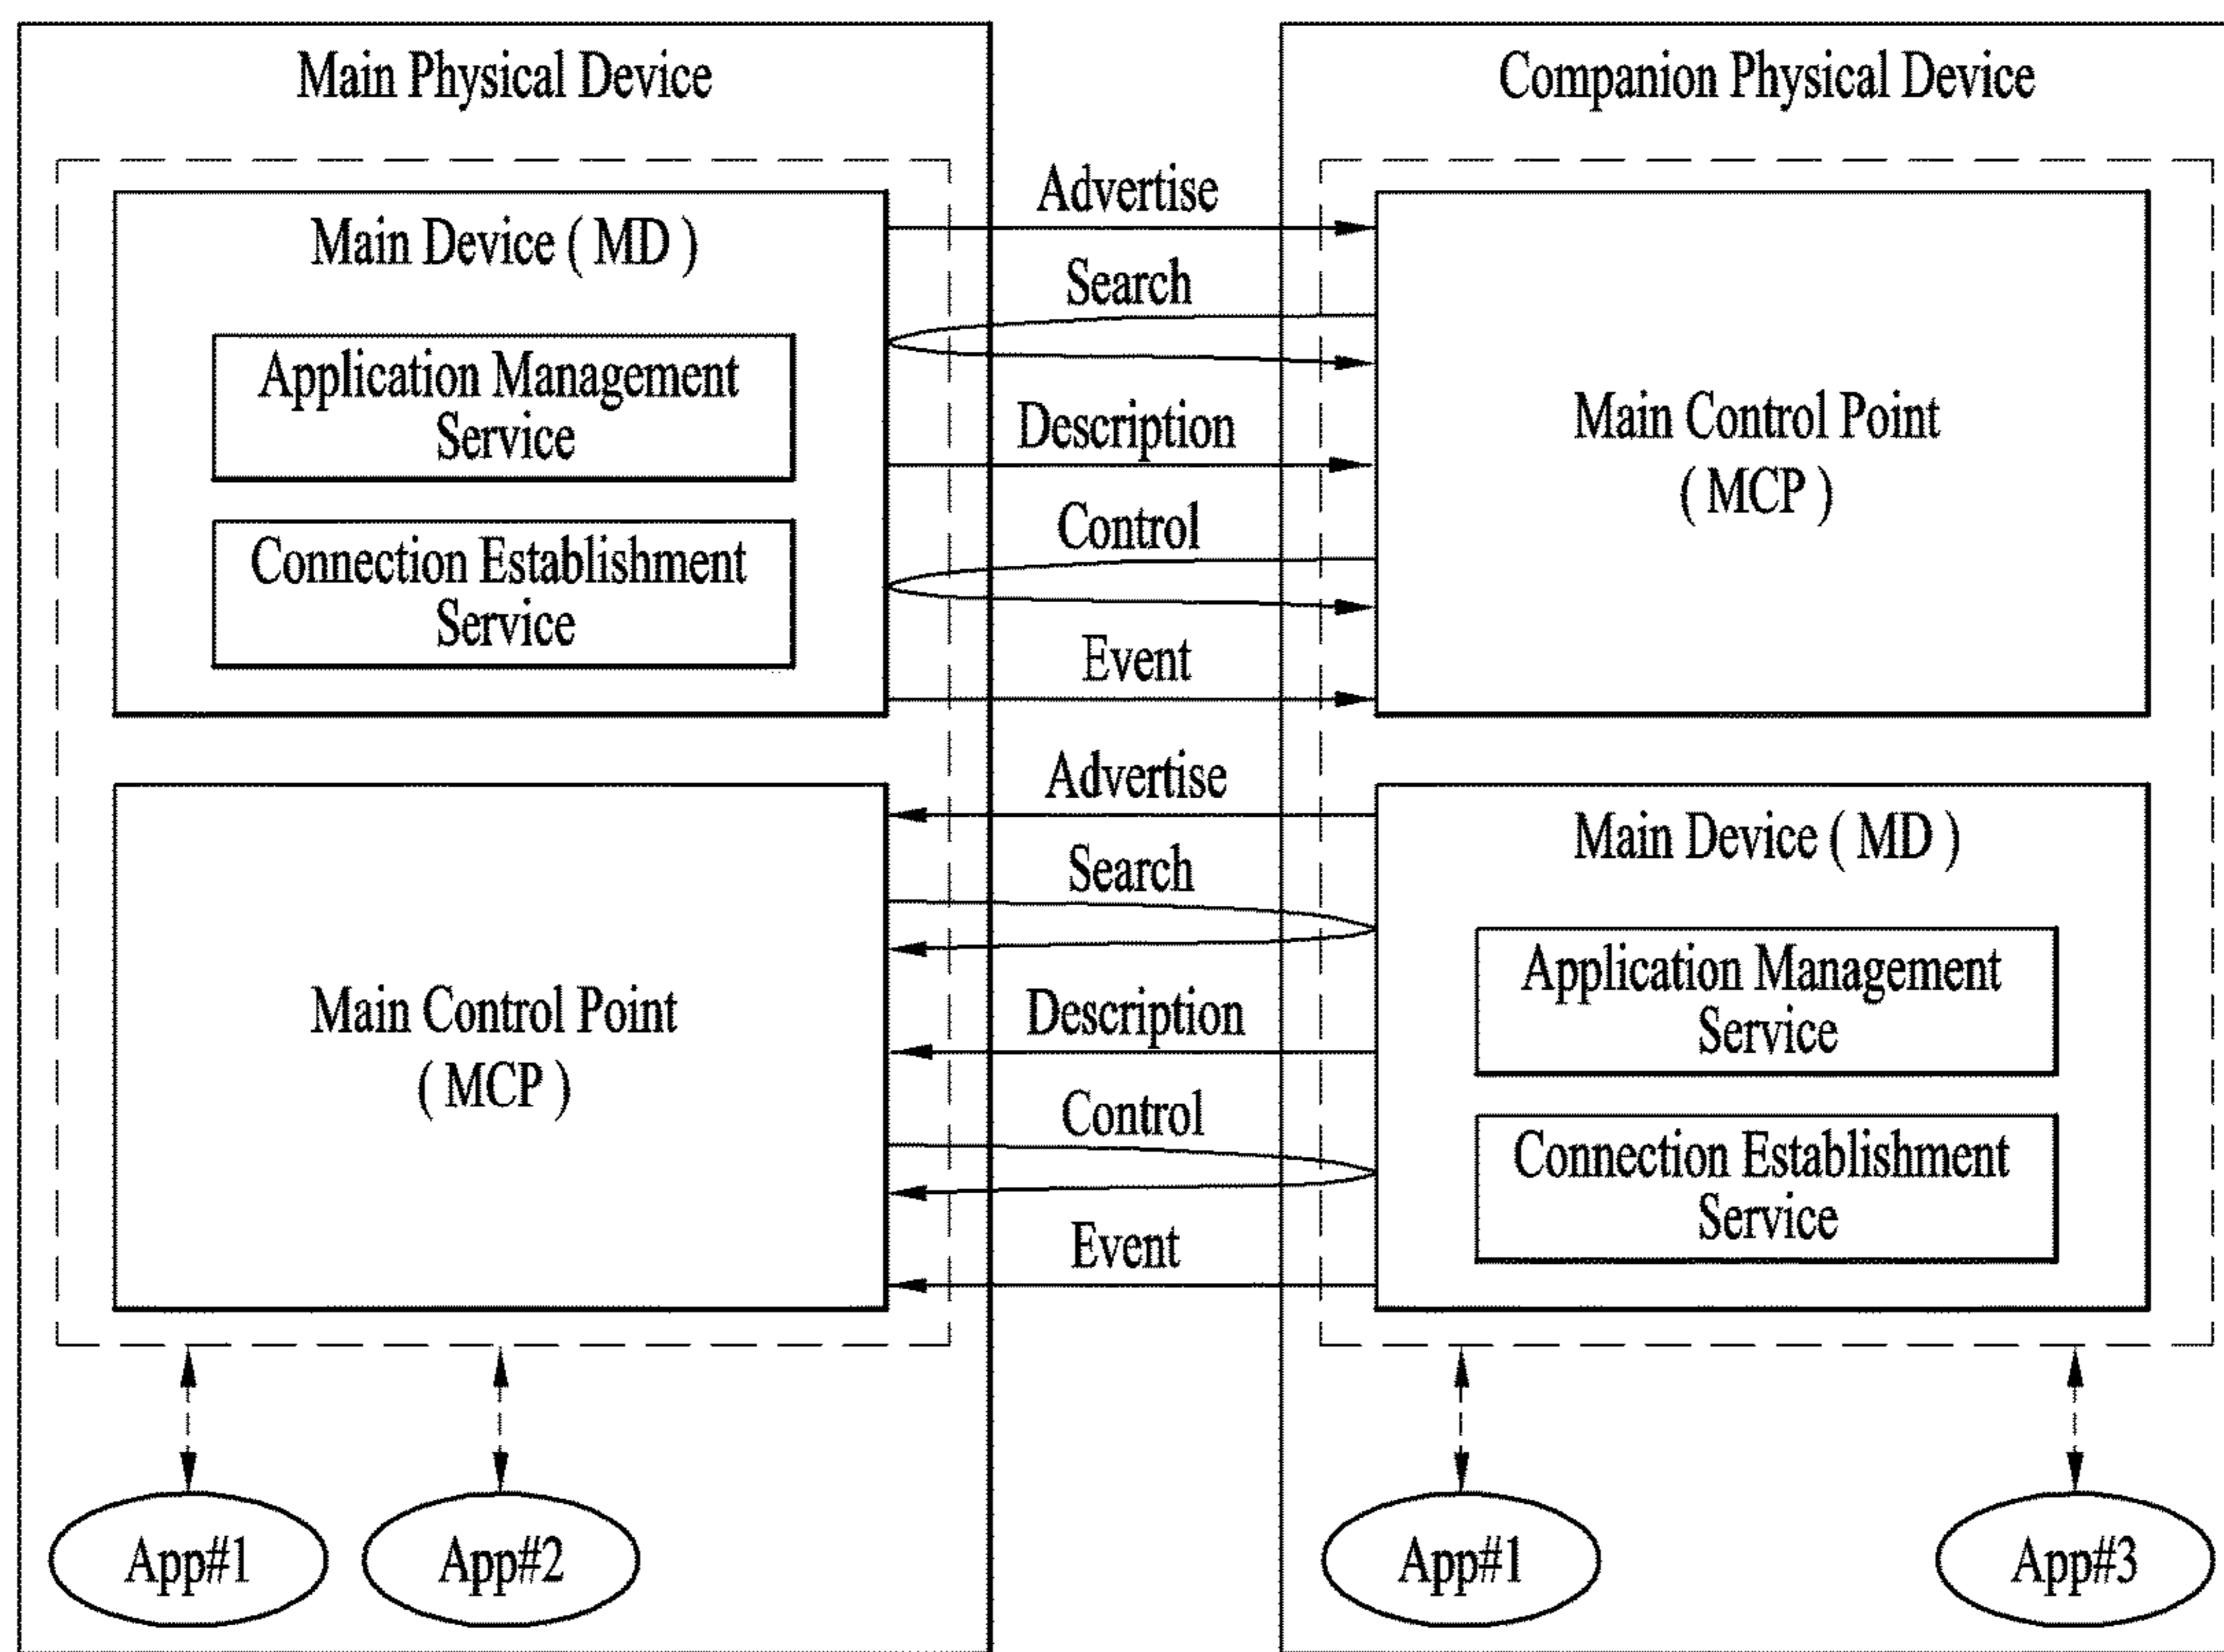 Main Physical Device
Main Device ( MD )
Application Management
Service
Connection Establishment
Service
Main Control Point
( MCP )
App#1
App#2
Advertise
Search
Description
Control
Event
Advertise
Search
Description
Control
Event
Companion Physical Device
Main Control Point
( MCP )
Main Device ( MD )
Application Management
Service
Connection Establishment
Service
App#1
App#3